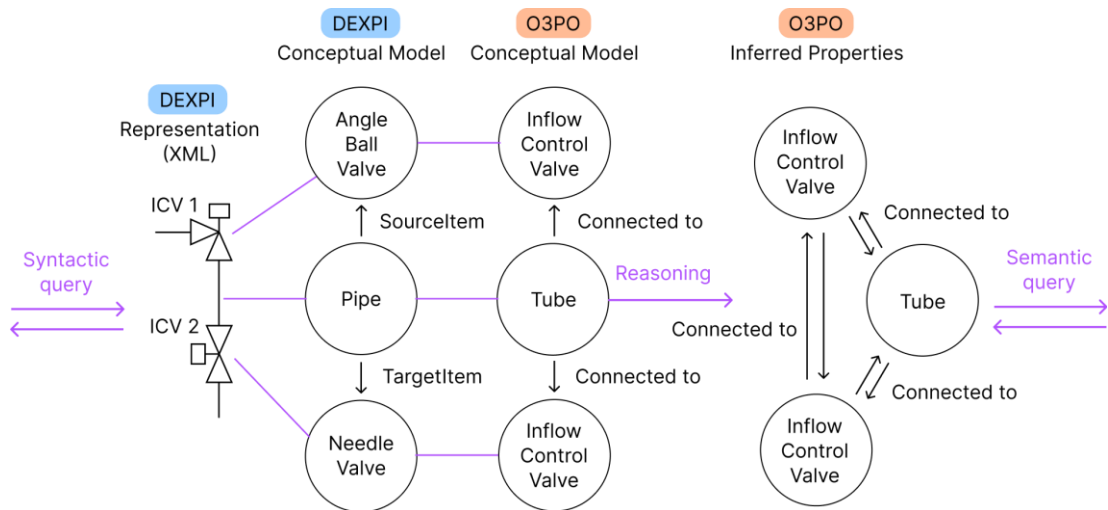 DEXPI
Conceptual Model
O3PO
Conceptual Model
O3PO
Inferred Properties
DEXPI
Representation
(XML)
Angle
Ball
Valve
Inflow
Control
Valve
Inflow
Control
Valve
ICV 1
SourceItem
Connected to
Connected to
Syntactic
query
Pipe
Tube
Reasoning
Tube
Semantic
query
ICV 2
Connected to
TargetItem
Connected to
Connected to
Needle
Valve
Inflow
Control
Valve
Inflow
Control
Valve